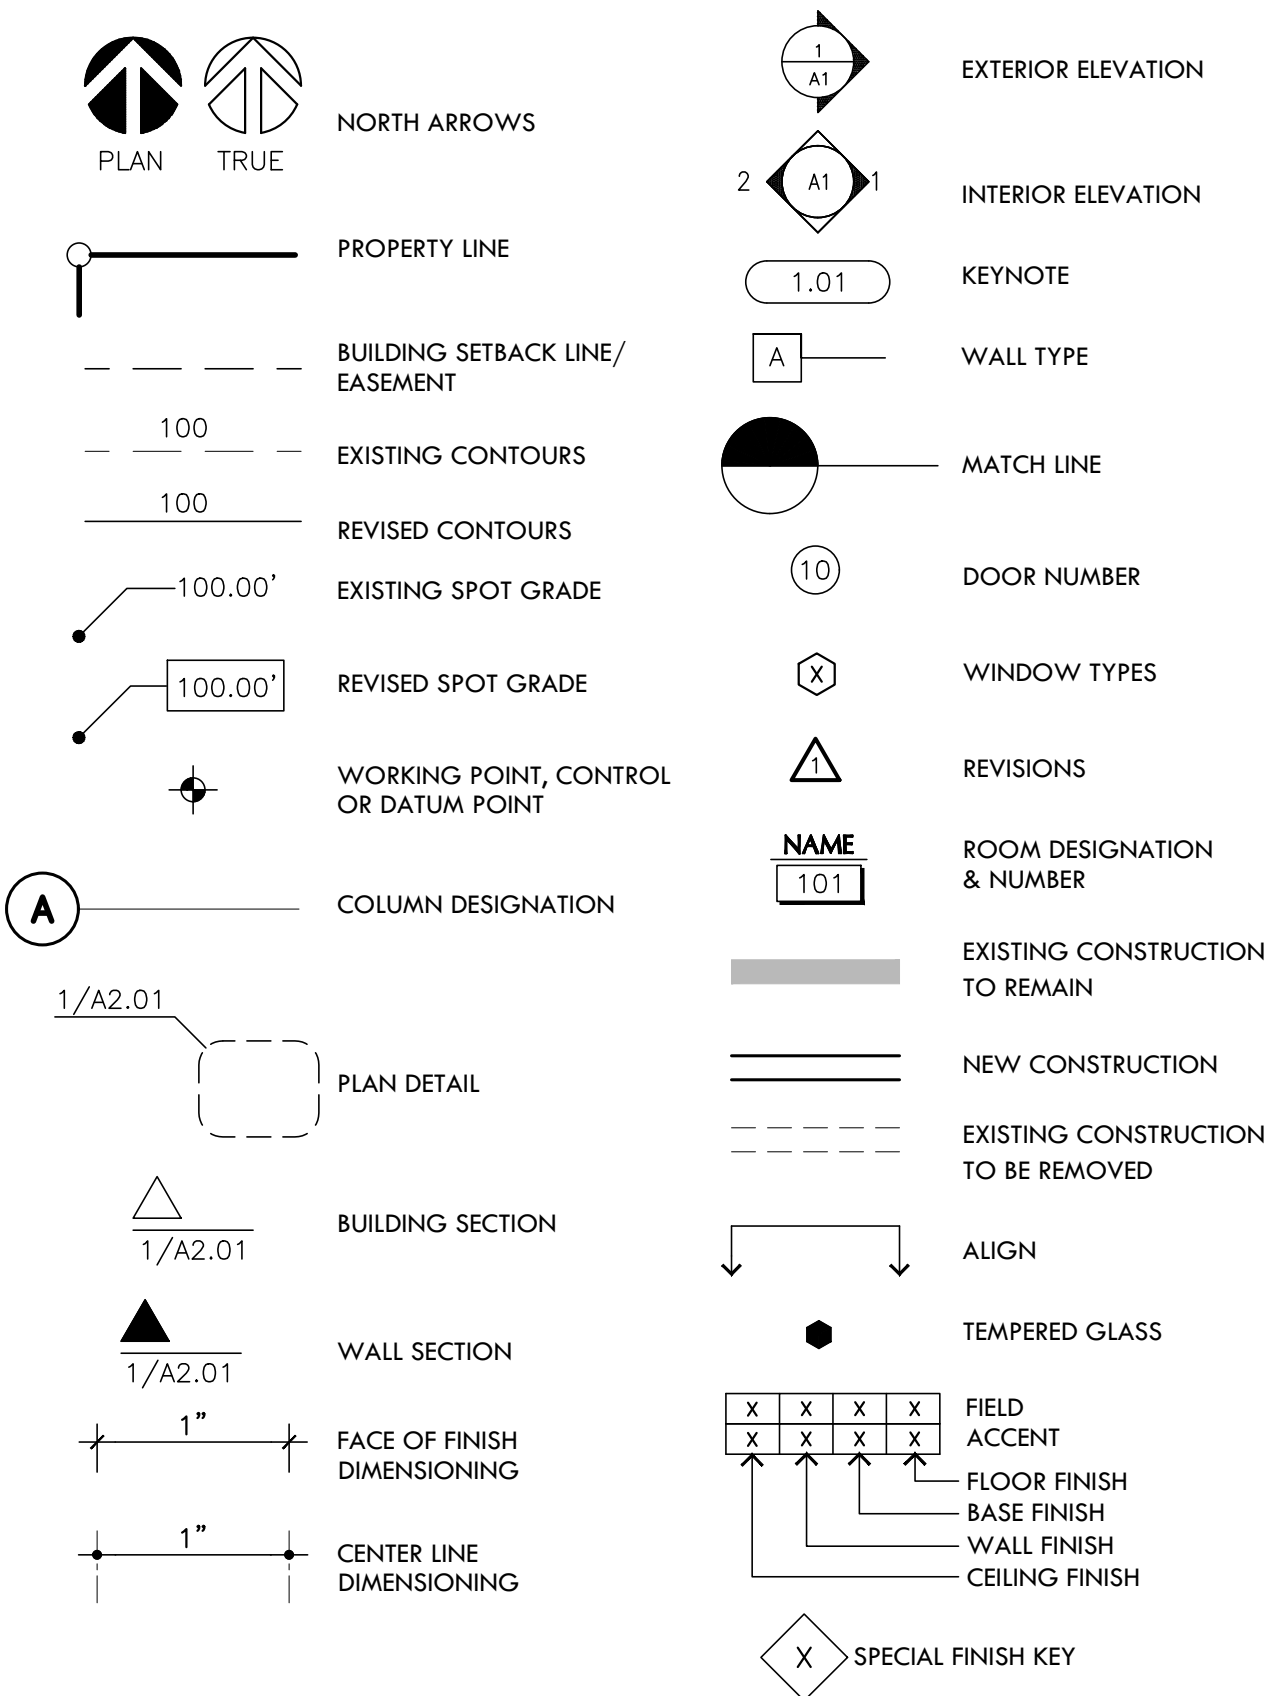 PLAN
TRUE
NORTH ARROWS
PROPERTY LINE
BUILDING SETBACK LINE/
EASEMENT
100
EXISTING CONTOURS
100
REVISED CONTOURS
100.00'
EXISTING SPOT GRADE
100.00'
REVISED SPOT GRADE
WORKING POINT, CONTROL
OR DATUM POINT
A
COLUMN DESIGNATION
1/A2.01
PLAN DETAIL
BUILDING SECTION
1/A2.01
WALL SECTION
1/A2.01
1”
FACE OF FINISH
DIMENSIONING
1”
CENTER LINE
DIMENSIONING
1
A1
EXTERIOR ELEVATION
2 A1 1
INTERIOR ELEVATION
1.01
KEYNOTE
A
WALL TYPE
MATCH LINE
10
DOOR NUMBER
X
WINDOW TYPES
1
REVISIONS
NAME
101
ROOM DESIGNATION
& NUMBER
EXISTING CONSTRUCTION
TO REMAIN
NEW CONSTRUCTION
EXISTING CONSTRUCTION
TO BE REMOVED
ALIGN
TEMPERED GLASS
X X X X FIELD
X X X X ACCENT
FLOOR FINISH
BASE FINISH
WALL FINISH
CEILING FINISH
X SPECIAL FINISH KEY